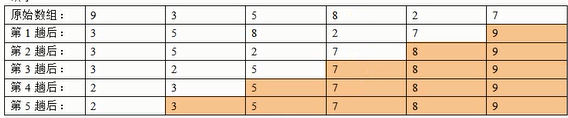 原始数组： 9 3 5 8 2 7
第 1 趟后： 3 5 8 2 7 9
第 2 趟后： 3 5 2 7 8 9
第 3 趟后： 3 2 5 7 8 9
第 4 趟后： 2 3 5 7 8 9
第 5 趟后： 2 3 5 7 8 9